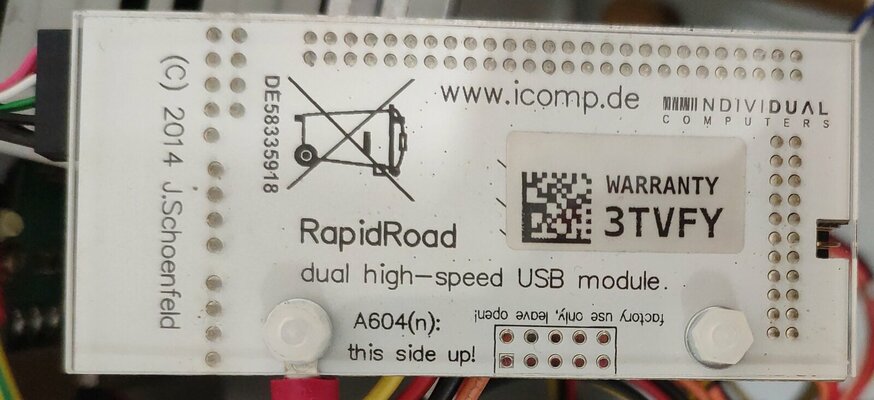 (C) 2014 J.Schoenfeld
DE58335918
www.icomp.de
INDIVIDUAL
COMPUTERS
WARRANTY
3TVFY
RapidRoad
dual high-speed USB module.
A604(n):
this side up!
factory use only, leave open!